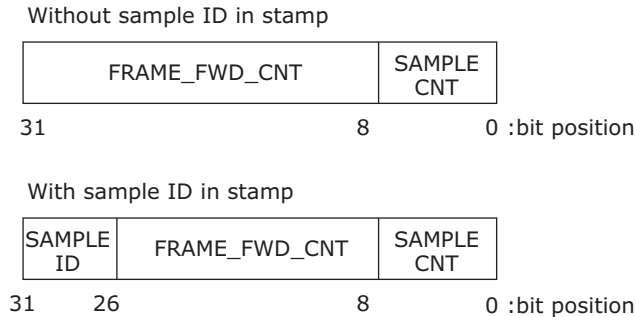 Without sample ID in stamp
FRAME_FWD_CNT
SAMPLE
CNT
31 8 0 :bit position
With sample ID in stamp
SAMPLE
ID
FRAME_FWD_CNT
SAMPLE
CNT
31 26 8 0 :bit position